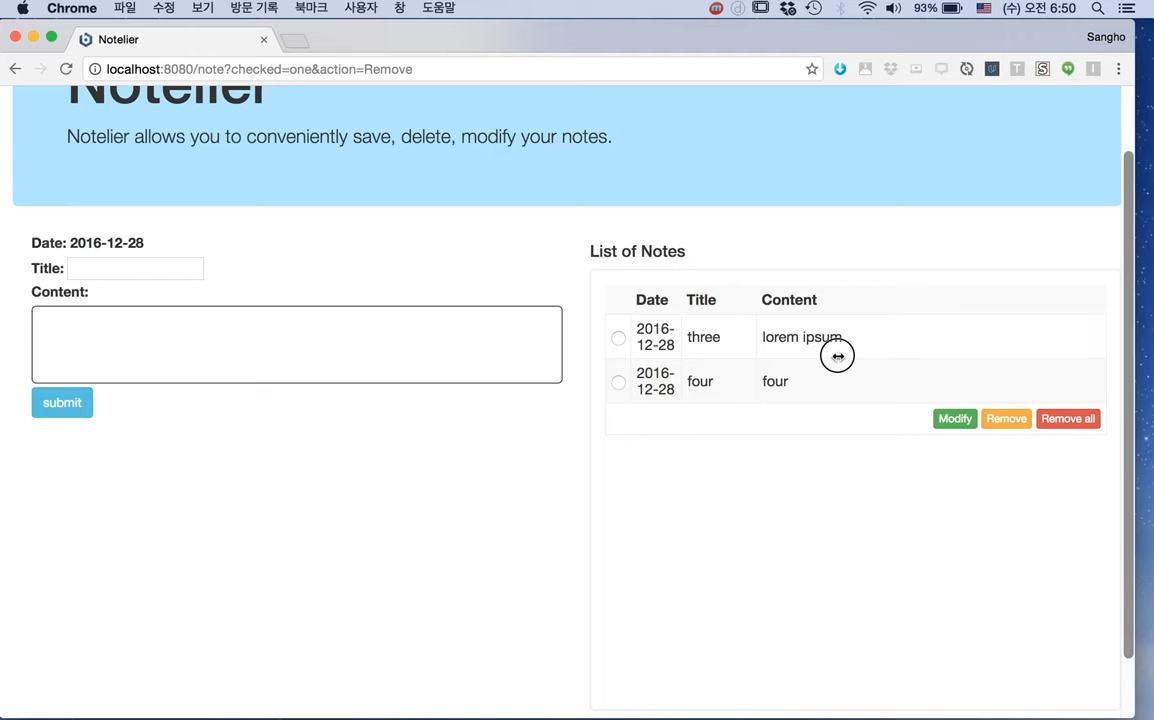 Chrome 파일 수정 보기 방문 기록 북마크 사용자 창 도움말 93% (수) 오전 6:50
Notelier Sangho
localhost:8080/note?checked=one&action=Remove
Notelier
Notelier allows you to conveniently save, delete, modify your notes.
Date: 2016-12-28
Title:
Content:
submit
List of Notes
Date Title Content
2016-
12-28 three lorem ipsum
2016-
12-28 four four
Modify Remove Remove all